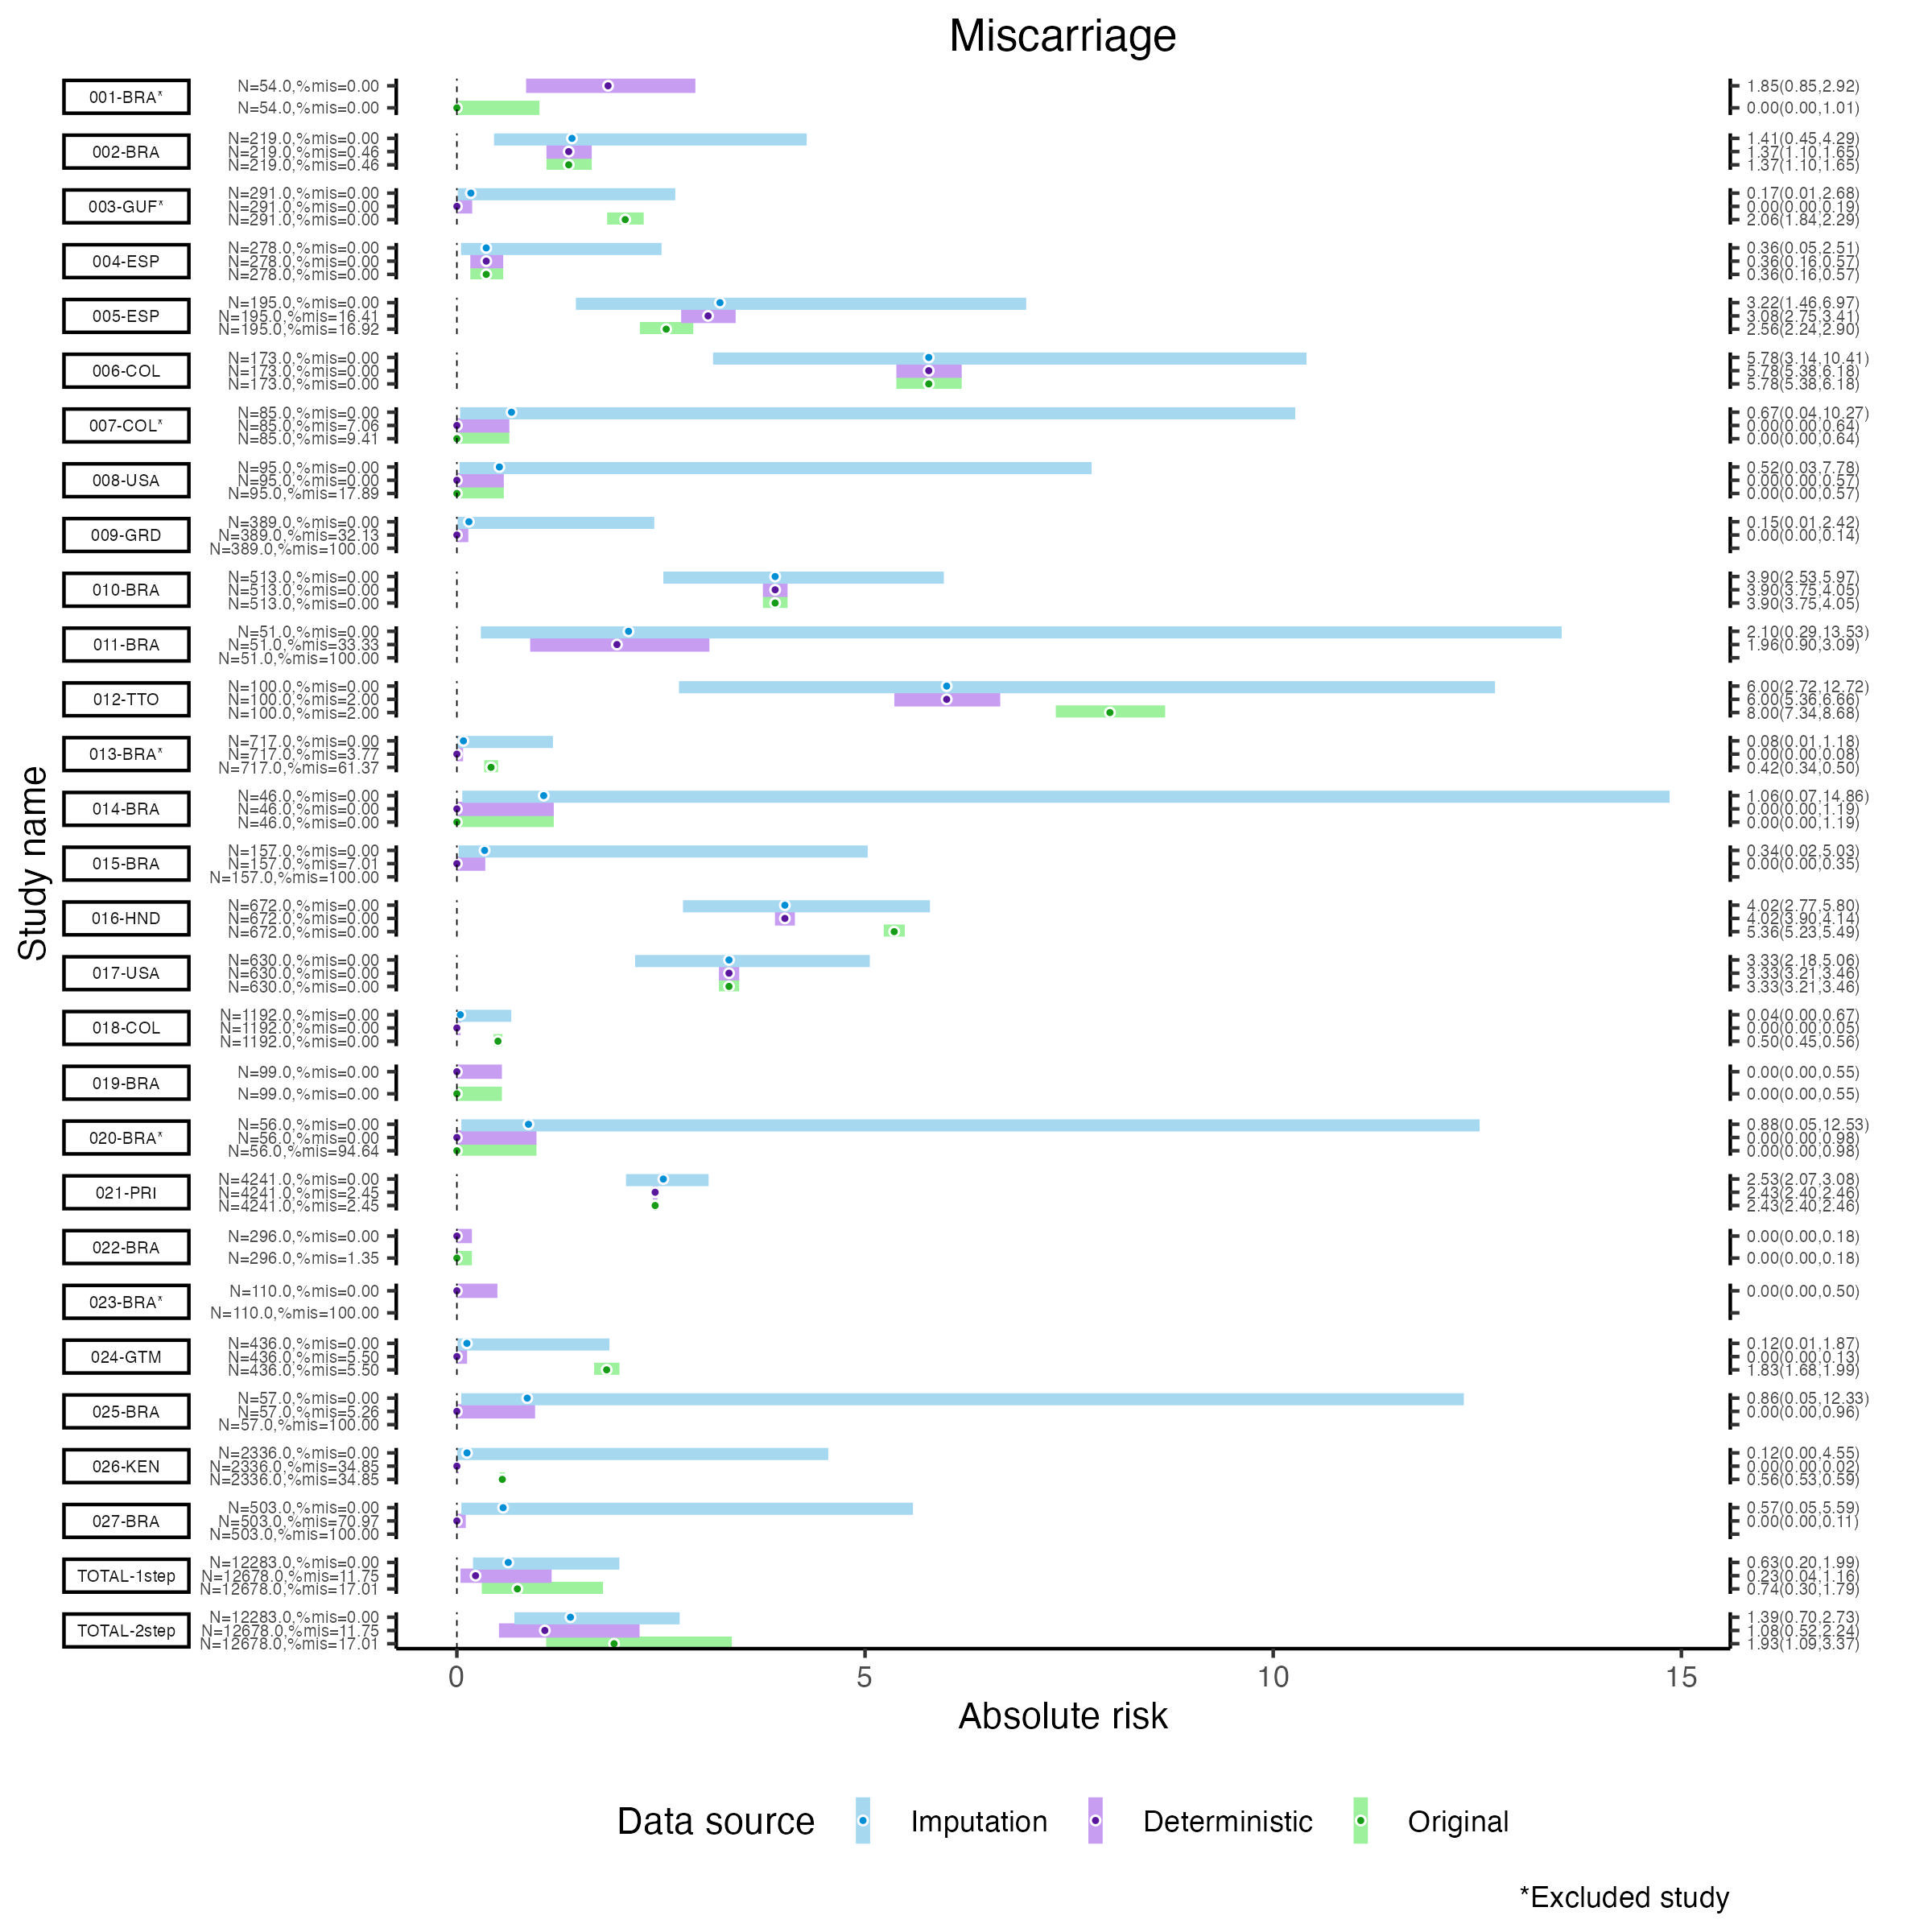 Miscarriage
Study name
001-BRA*
N=54.0,%mis=0.00 1.85(0.85,2.92)
N=54.0,%mis=0.00 0.00(0.00,1.01)
002-BRA
N=219.0,%mis=0.00 1.41(0.45,4.29)
N=219.0,%mis=0.46 1.37(1.10,1.65)
N=219.0,%mis=0.46 1.37(1.10,1.65)
003-GUF*
N=291.0,%mis=0.00 0.17(0.01,2.68)
N=291.0,%mis=0.00 0.00(0.00,0.19)
N=291.0,%mis=0.00 2.06(1.84,2.29)
004-ESP
N=278.0,%mis=0.00 0.36(0.05,2.51)
N=278.0,%mis=0.00 0.36(0.16,0.57)
N=278.0,%mis=0.00 0.36(0.16,0.57)
005-ESP
N=195.0,%mis=0.00 3.22(1.46,6.97)
N=195.0,%mis=16.41 3.08(2.75,3.41)
N=195.0,%mis=16.92 2.56(2.24,2.90)
006-COL
N=173.0,%mis=0.00 5.78(3.14,10.41)
N=173.0,%mis=0.00 5.78(5.38,6.18)
N=173.0,%mis=0.00 5.78(5.38,6.18)
007-COL*
N=85.0,%mis=0.00 0.67(0.04,10.27)
N=85.0,%mis=7.06 0.00(0.00,0.64)
N=85.0,%mis=9.41 0.00(0.00,0.64)
008-USA
N=95.0,%mis=0.00 0.52(0.03,7.78)
N=95.0,%mis=0.00 0.00(0.00,0.57)
N=95.0,%mis=17.89 0.00(0.00,0.57)
009-GRD
N=389.0,%mis=0.00 0.15(0.01,2.42)
N=389.0,%mis=32.13 0.00(0.00,0.14)
N=389.0,%mis=100.00
010-BRA
N=513.0,%mis=0.00 3.90(2.53,5.97)
N=513.0,%mis=0.00 3.90(3.75,4.05)
N=513.0,%mis=0.00 3.90(3.75,4.05)
011-BRA
N=51.0,%mis=0.00 2.10(0.29,13.53)
N=51.0,%mis=33.33 1.96(0.90,3.09)
N=51.0,%mis=100.00
012-TTO
N=100.0,%mis=0.00 6.00(2.72,12.72)
N=100.0,%mis=2.00 6.00(5.36,6.66)
N=100.0,%mis=2.00 8.00(7.34,8.68)
013-BRA*
N=717.0,%mis=0.00 0.08(0.01,1.18)
N=717.0,%mis=3.77 0.00(0.00,0.08)
N=717.0,%mis=61.37 0.42(0.34,0.50)
014-BRA
N=46.0,%mis=0.00 1.06(0.07,14.86)
N=46.0,%mis=0.00 0.00(0.00,1.19)
N=46.0,%mis=0.00 0.00(0.00,1.19)
015-BRA
N=157.0,%mis=0.00 0.34(0.02,5.03)
N=157.0,%mis=7.01 0.00(0.00,0.35)
N=157.0,%mis=100.00
016-HND
N=672.0,%mis=0.00 4.02(2.77,5.80)
N=672.0,%mis=0.00 4.02(3.90,4.14)
N=672.0,%mis=0.00 5.36(5.23,5.49)
017-USA
N=630.0,%mis=0.00 3.33(2.18,5.06)
N=630.0,%mis=0.00 3.33(3.21,3.46)
N=630.0,%mis=0.00 3.33(3.21,3.46)
018-COL
N=1192.0,%mis=0.00 0.04(0.00,0.67)
N=1192.0,%mis=0.00 0.00(0.00,0.05)
N=1192.0,%mis=0.00 0.50(0.45,0.56)
019-BRA
N=99.0,%mis=0.00 0.00(0.00,0.55)
N=99.0,%mis=0.00 0.00(0.00,0.55)
020-BRA*
N=56.0,%mis=0.00 0.88(0.05,12.53)
N=56.0,%mis=0.00 0.00(0.00,0.98)
N=56.0,%mis=94.64 0.00(0.00,0.98)
021-PRI
N=4241.0,%mis=0.00 2.53(2.07,3.08)
N=4241.0,%mis=2.45 2.43(2.40,2.46)
N=4241.0,%mis=2.45 2.43(2.40,2.46)
022-BRA
N=296.0,%mis=0.00 0.00(0.00,0.18)
N=296.0,%mis=1.35 0.00(0.00,0.18)
023-BRA*
N=110.0,%mis=0.00 0.00(0.00,0.50)
N=110.0,%mis=100.00
024-GTM
N=436.0,%mis=0.00 0.12(0.01,1.87)
N=436.0,%mis=5.50 0.00(0.00,0.13)
N=436.0,%mis=5.50 1.83(1.68,1.99)
025-BRA
N=57.0,%mis=0.00 0.86(0.05,12.33)
N=57.0,%mis=5.26 0.00(0.00,0.96)
N=57.0,%mis=100.00
026-KEN
N=2336.0,%mis=0.00 0.12(0.00,4.55)
N=2336.0,%mis=34.85 0.00(0.00,0.02)
N=2336.0,%mis=34.85 0.56(0.53,0.59)
027-BRA
N=503.0,%mis=0.00 0.57(0.05,5.59)
N=503.0,%mis=70.97 0.00(0.00,0.11)
N=503.0,%mis=100.00
TOTAL-1step
N=12283.0,%mis=0.00 0.63(0.20,1.99)
N=12678.0,%mis=11.75 0.23(0.04,1.16)
N=12678.0,%mis=17.01 0.74(0.30,1.79)
TOTAL-2step
N=12283.0,%mis=0.00 1.39(0.70,2.73)
N=12678.0,%mis=11.75 1.08(0.52,2.24)
N=12678.0,%mis=17.01 1.93(1.09,3.37)
0 5 10 15
Absolute risk
Data source Imputation Deterministic Original
*Excluded study